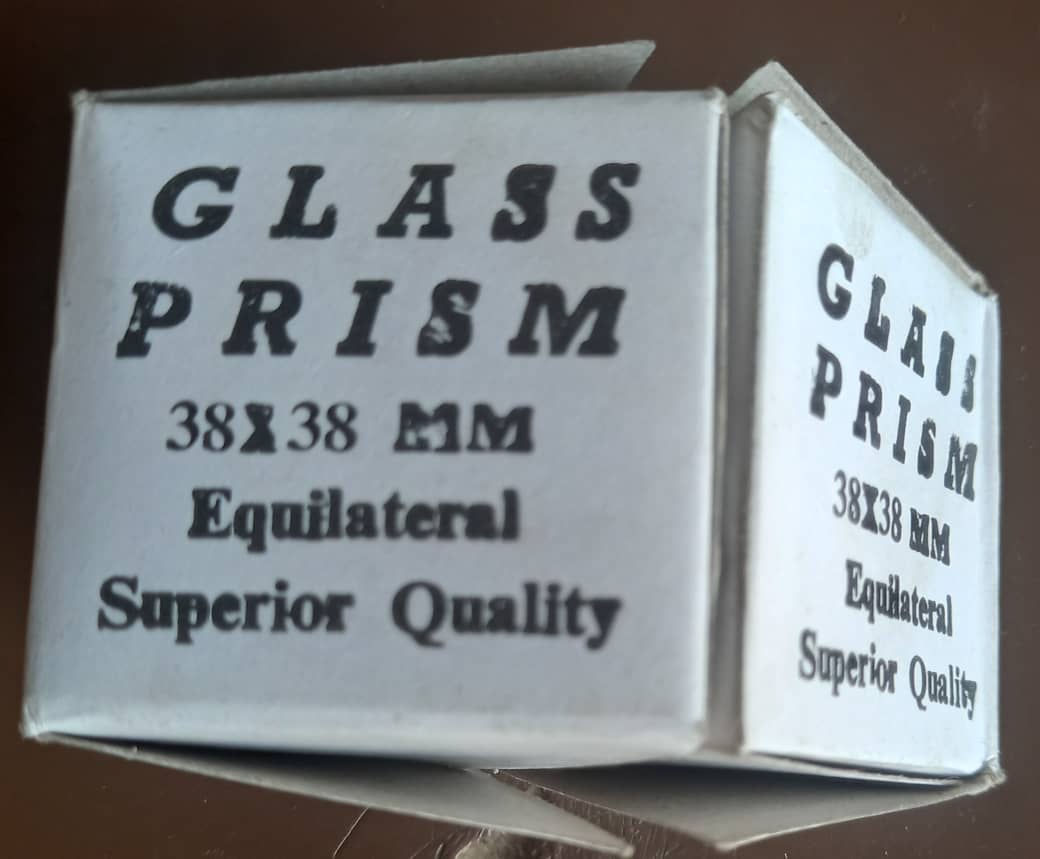 GLASS
PRISM
38X38 MM
Equilateral
Superior Quality
GLASS
PRISM
38X38 MM
Equilateral
Superior Quality